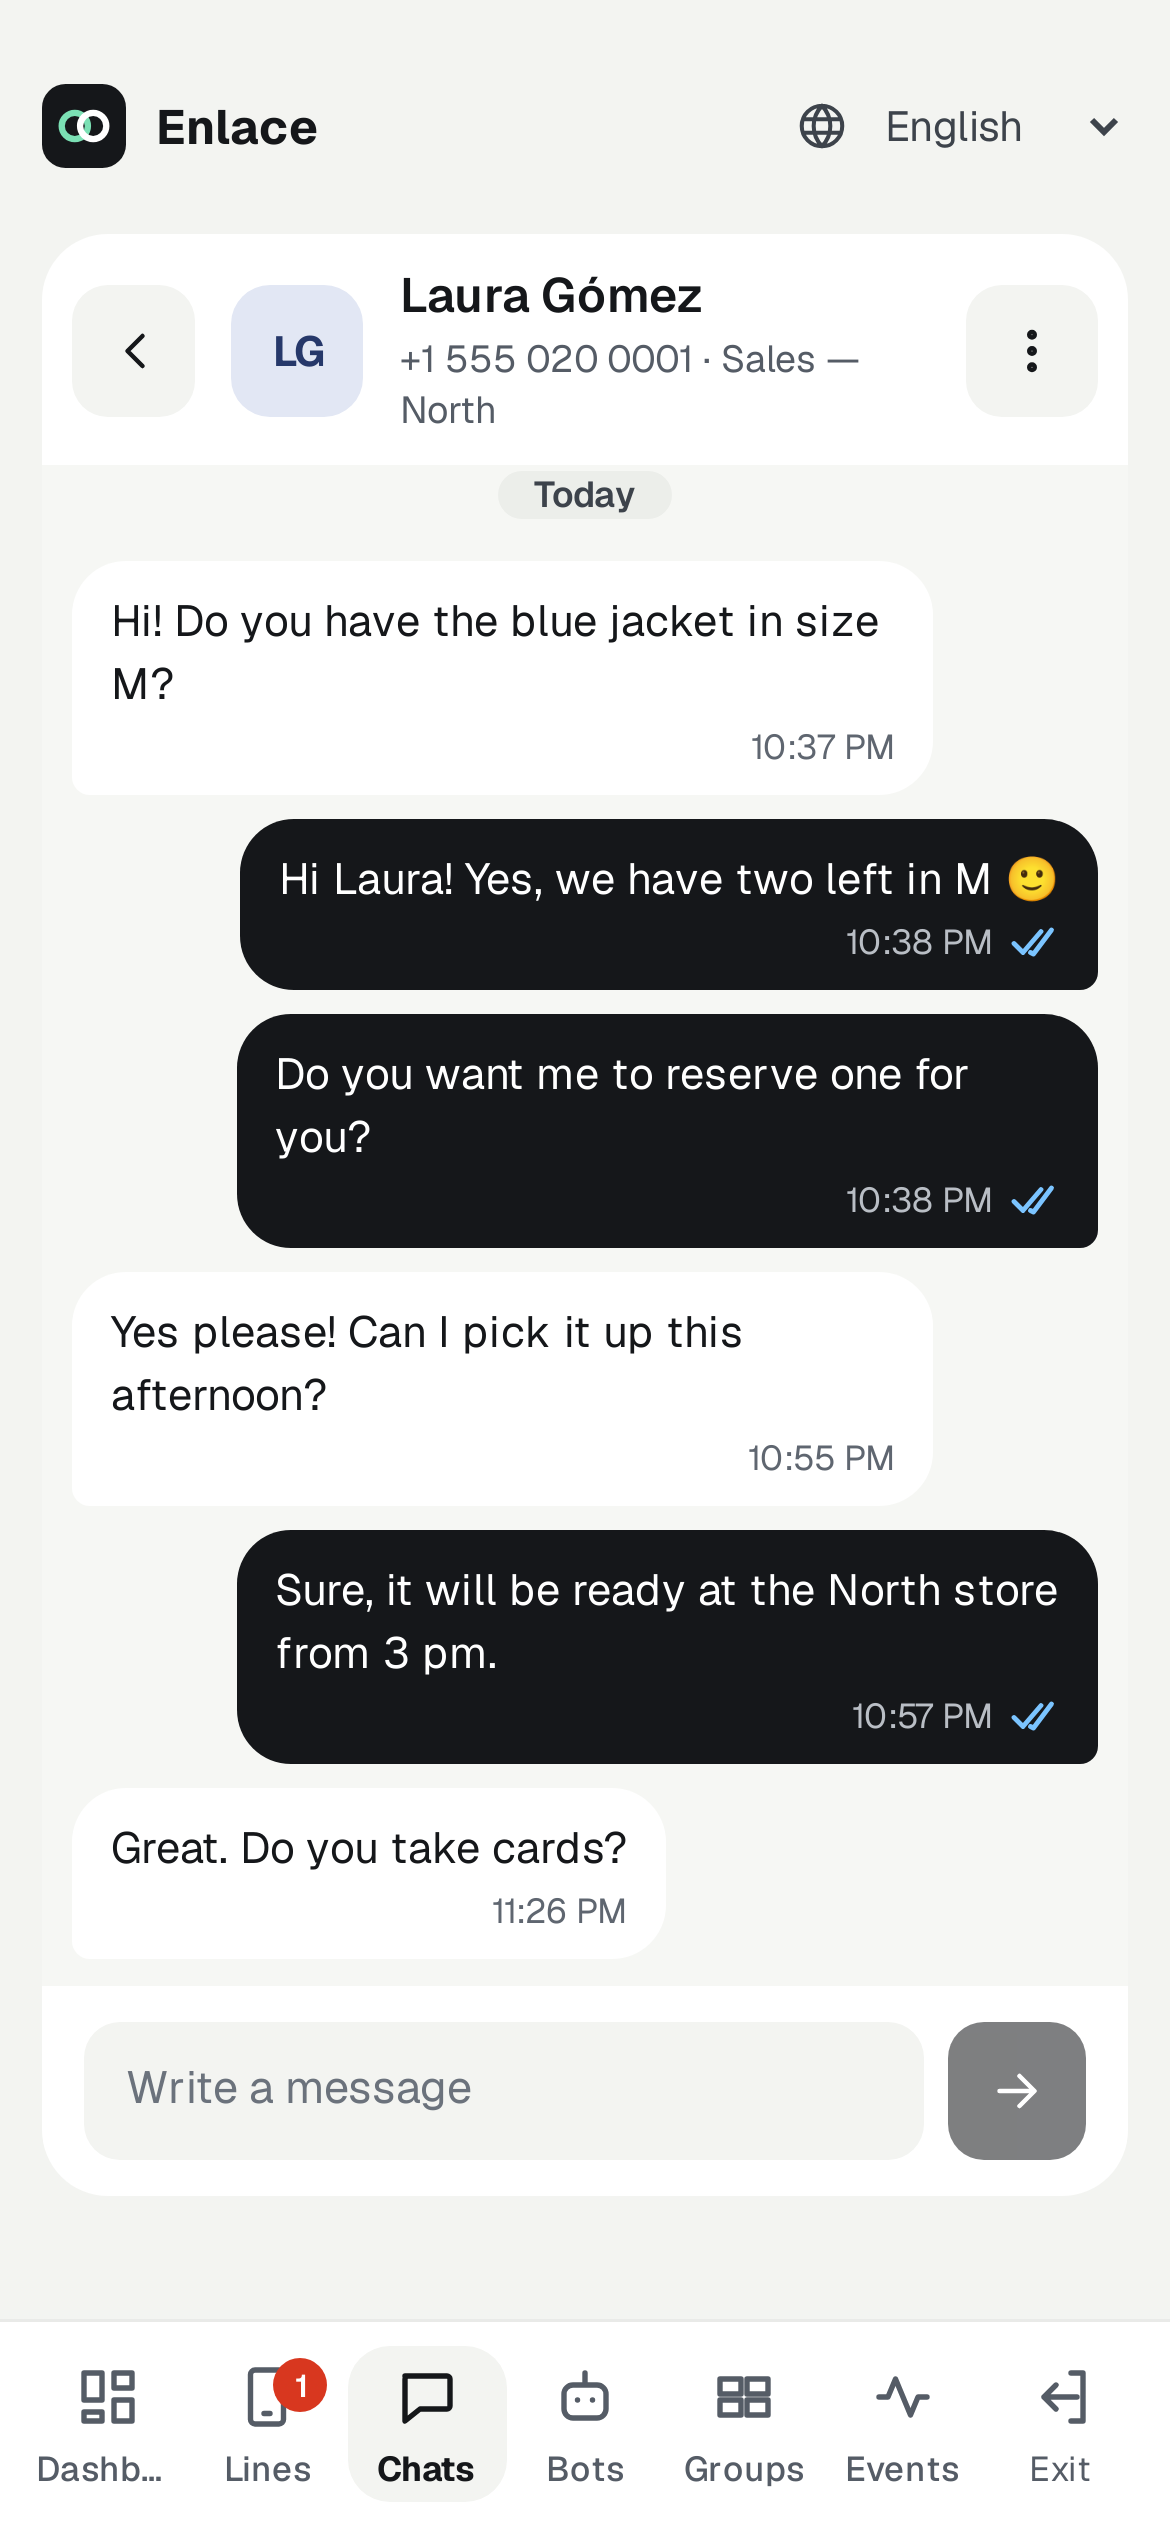 Enlace
English
Laura Gómez
LG
+1 555 020 0001 · Sales —
North
Today
Hi! Do you have the blue jacket in size
M?
10:37 PM
Hi Laura! Yes, we have two left in M 🙂
10:38 PM
Do you want me to reserve one for
you?
10:38 PM
Yes please! Can I pick it up this
afternoon?
10:55 PM
Sure, it will be ready at the North store
from 3 pm.
10:57 PM
Great. Do you take cards?
11:26 PM
Write a message
1
Dashb...
Lines
Chats
Bots
Groups
Events
Exit